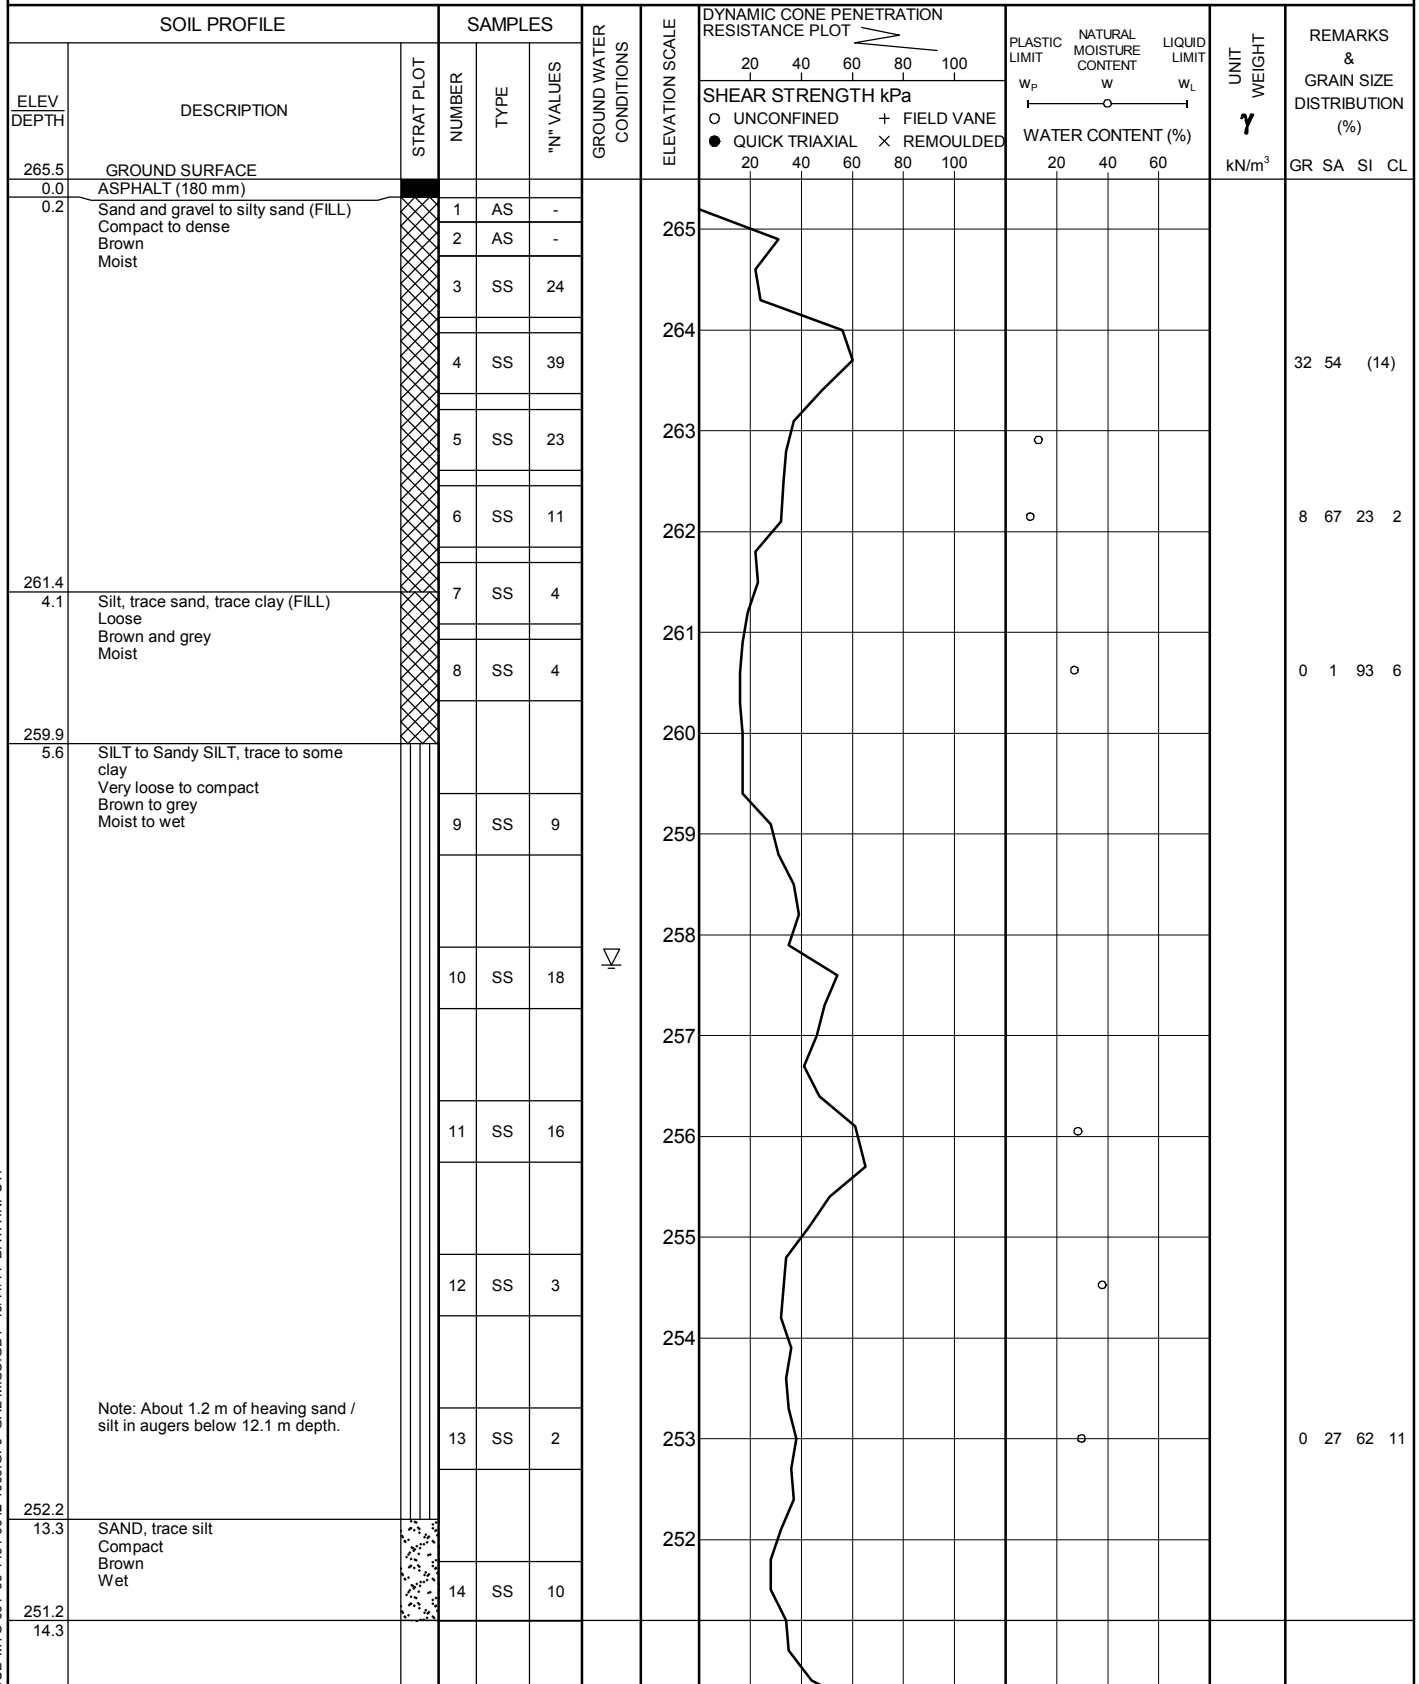 SOIL PROFILE
SAMPLES
GROUND WATER
CONDITIONS
ELEVATION SCALE
DYNAMIC CONE PENETRATION
RESISTANCE PLOT
20 40 60 80 100
SHEAR STRENGTH kPa
○ UNCONFINED + FIELD VANE
● QUICK TRIAXIAL × REMOULDED
20 40 60 80 100
PLASTIC
LIMIT
NATURAL
MOISTURE
CONTENT
LIQUID
LIMIT
WP W WL
WATER CONTENT (%)
20 40 60
UNIT
WEIGHT
γ
kN/m³
REMARKS
&
GRAIN SIZE
DISTRIBUTION
(%)
GR SA SI CL
ELEV
DEPTH
DESCRIPTION
STRAT PLOT
NUMBER
TYPE
"N" VALUES
265.5 GROUND SURFACE
0.0 ASPHALT (180 mm)
0.2 Sand and gravel to silty sand (FILL)
Compact to dense
Brown
Moist
1 AS -
2 AS -
3 SS 24
4 SS 39
32 54 (14)
5 SS 23
6 SS 11
8 67 23 2
261.4
4.1 Silt, trace sand, trace clay (FILL)
Loose
Brown and grey
Moist
7 SS 4
8 SS 4
0 1 93 6
259.9
5.6 SILT to Sandy SILT, trace to some
clay
Very loose to compact
Brown to grey
Moist to wet
9 SS 9
10 SS 18
11 SS 16
12 SS 3
Note: About 1.2 m of heaving sand /
silt in augers below 12.1 m depth.
13 SS 2
0 27 62 11
252.2
13.3 SAND, trace silt
Compact
Brown
Wet
14 SS 10
251.2
14.3
265
264
263
262
261
260
259
258
257
256
255
254
253
252